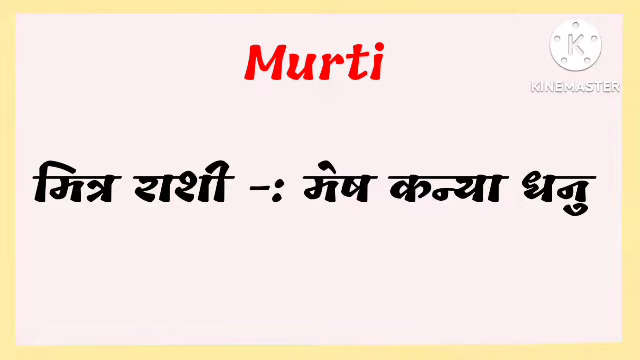 Murti
KINEMASTER
मित्र राशी -: मेष कन्या धनु